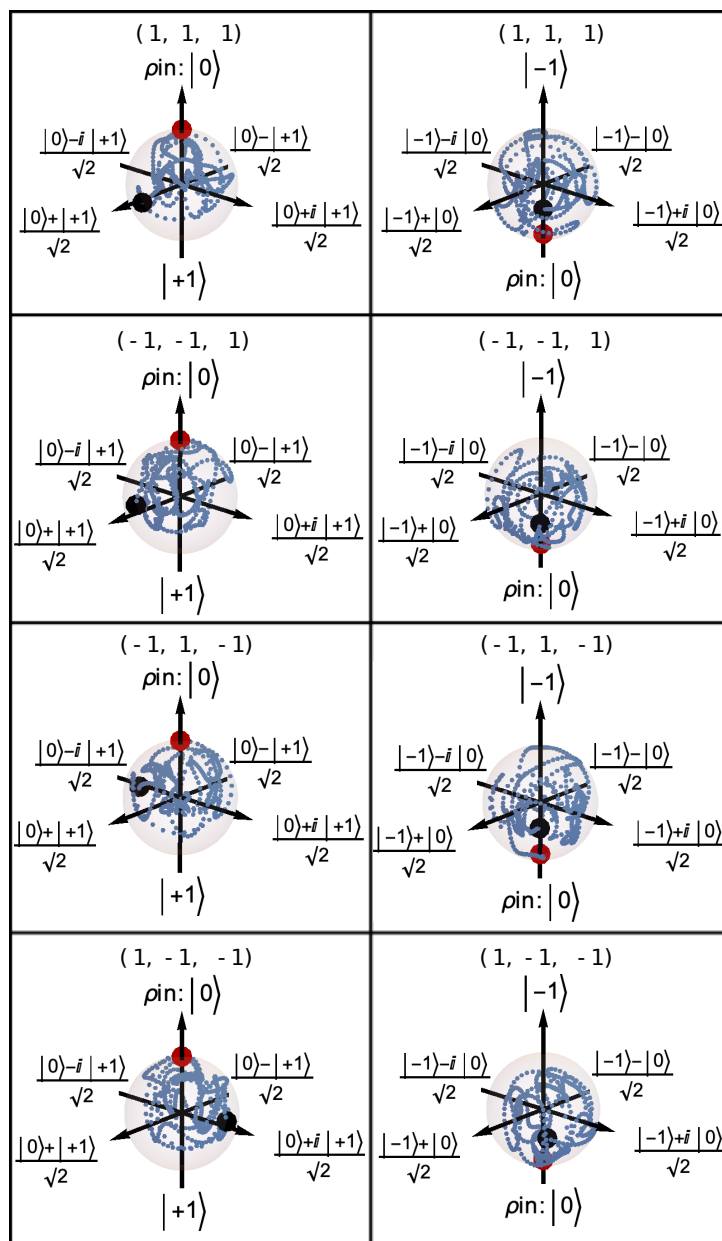 (1, 1, 1)
ρin: |0⟩
|0⟩-ⅈ|+1⟩
√2
|0⟩-|+1⟩
√2
|0⟩+|+1⟩
√2
|0⟩+ⅈ|+1⟩
√2
|+1⟩
(1, 1, 1)
|-1⟩
|-1⟩-ⅈ|0⟩
√2
|-1⟩-|0⟩
√2
|-1⟩+|0⟩
√2
|-1⟩+ⅈ|0⟩
√2
ρin: |0⟩
(-1, -1, 1)
ρin: |0⟩
|0⟩-ⅈ|+1⟩
√2
|0⟩-|+1⟩
√2
|0⟩+|+1⟩
√2
|0⟩+ⅈ|+1⟩
√2
|+1⟩
(-1, -1, 1)
|-1⟩
|-1⟩-ⅈ|0⟩
√2
|-1⟩-|0⟩
√2
|-1⟩+|0⟩
√2
|-1⟩+ⅈ|0⟩
√2
ρin: |0⟩
(-1, 1, -1)
ρin: |0⟩
|0⟩-ⅈ|+1⟩
√2
|0⟩-|+1⟩
√2
|0⟩+|+1⟩
√2
|0⟩+ⅈ|+1⟩
√2
|+1⟩
(-1, 1, -1)
|-1⟩
|-1⟩-ⅈ|0⟩
√2
|-1⟩-|0⟩
√2
|-1⟩+|0⟩
√2
|-1⟩+ⅈ|0⟩
√2
ρin: |0⟩
(1, -1, -1)
ρin: |0⟩
|0⟩-ⅈ|+1⟩
√2
|0⟩-|+1⟩
√2
|0⟩+|+1⟩
√2
|0⟩+ⅈ|+1⟩
√2
|+1⟩
(1, -1, -1)
|-1⟩
|-1⟩-ⅈ|0⟩
√2
|-1⟩-|0⟩
√2
|-1⟩+|0⟩
√2
|-1⟩+ⅈ|0⟩
√2
ρin: |0⟩